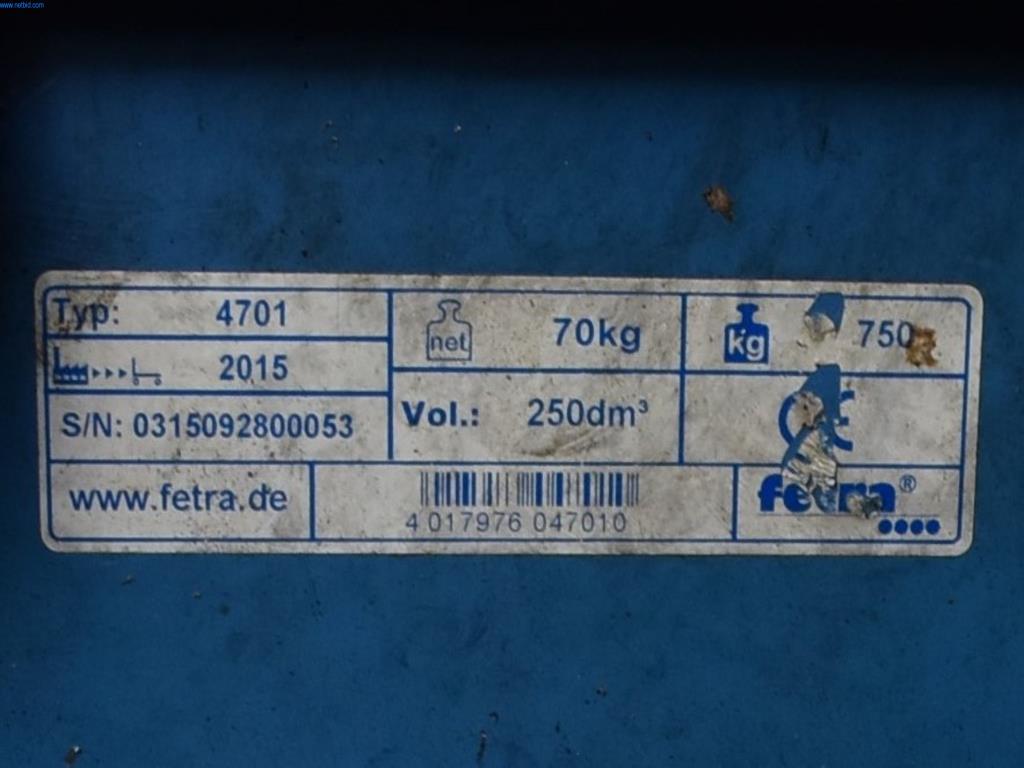 www.netbid.com
Typ: 4701
2015
S/N: 0315092800053
net 70kg
Vol.: 250dm³
kg 750
CE
www.fetra.de
4 017976 047010
fetra®